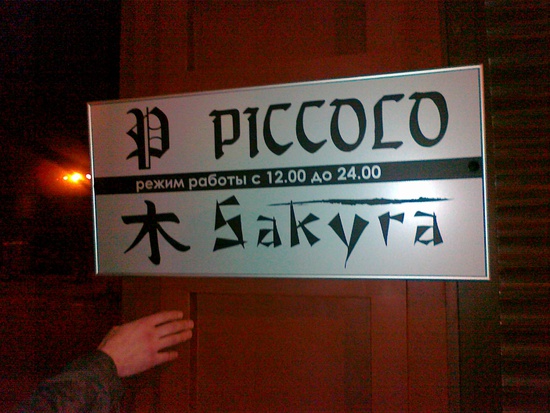 P PICCOLO
режим работы с 12.00 до 24.00
木 Sakyra